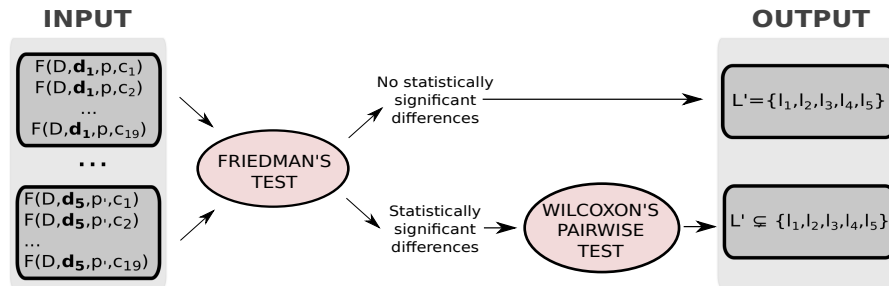 INPUT
F(D,d₁,p,c₁)
F(D,d₁,p,c₂)
...
F(D,d₁,p,c₁₉)
...
F(D,d₅,p',c₁)
F(D,d₅,p',c₂)
...
F(D,d₅,p',c₁₉)
FRIEDMAN'S
TEST
No statistically
significant
differences
Statistically
significant
differences
WILCOXON'S
PAIRWISE
TEST
OUTPUT
L'={l₁,l₂,l₃,l₄,l₅}
L' ⊊ {l₁,l₂,l₃,l₄,l₅}